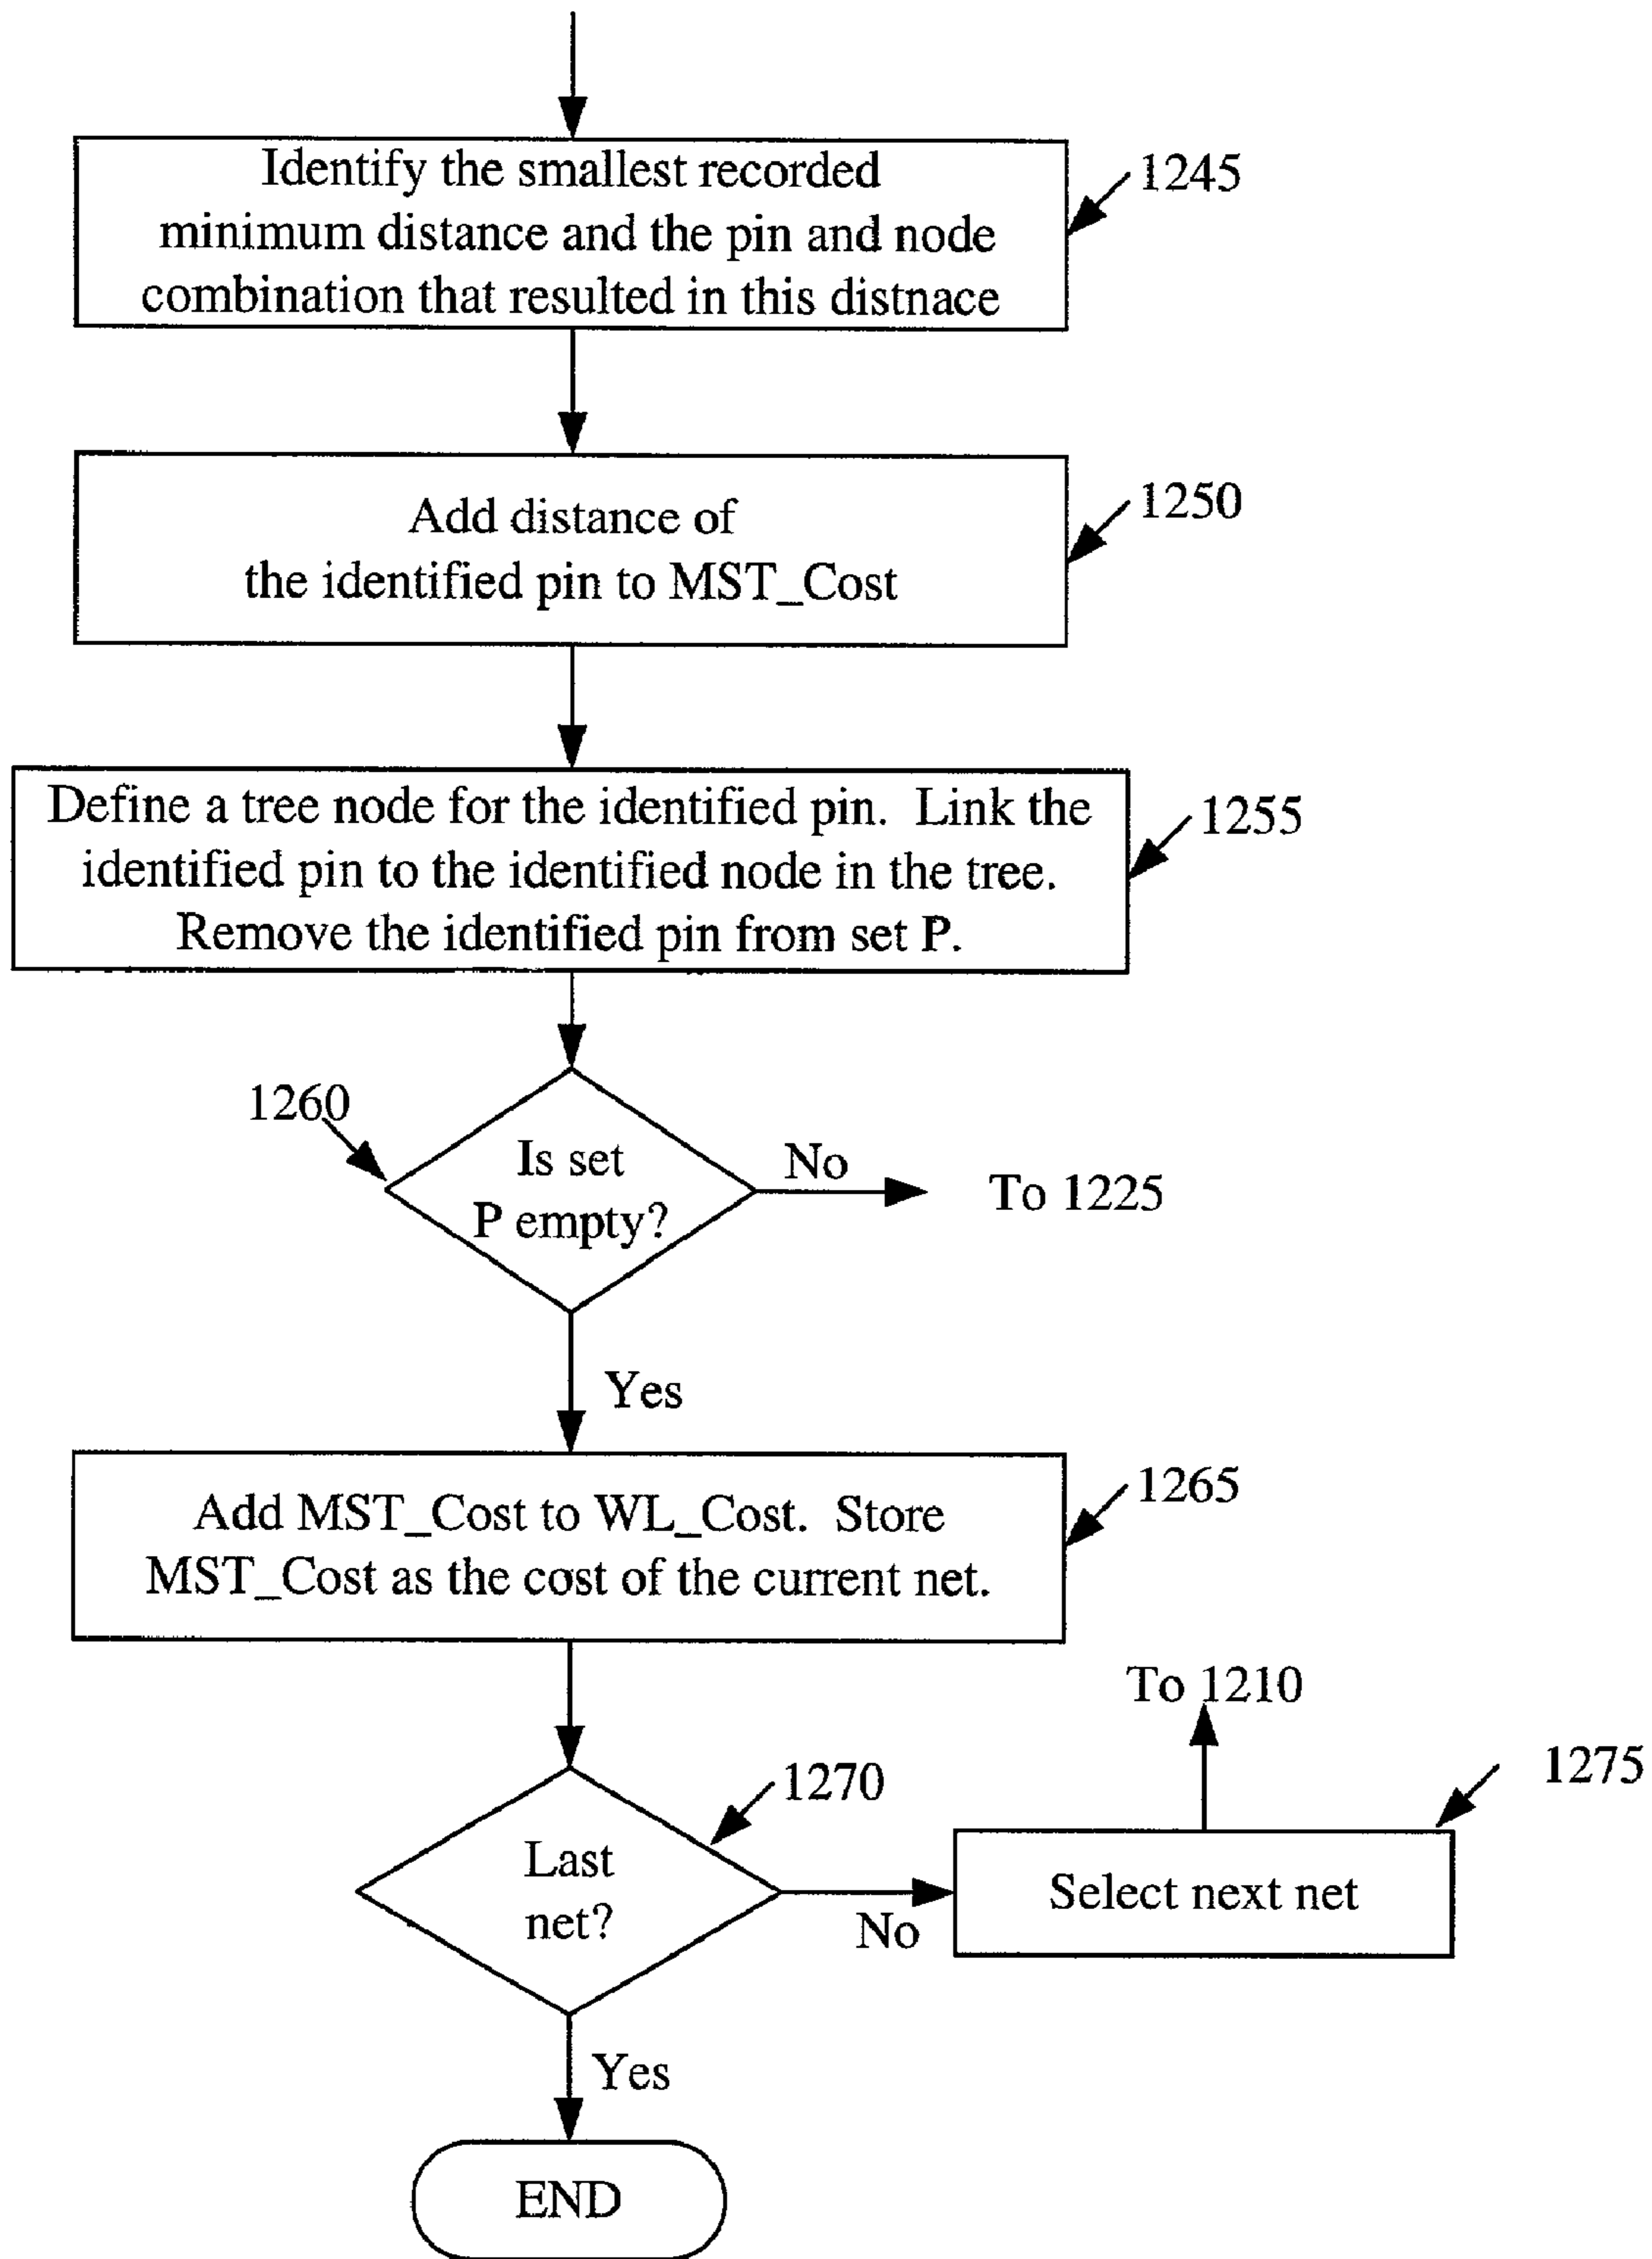 Identify the smallest recorded
minimum distance and the pin and node
combination that resulted in this distnace
1245
Add distance of
the identified pin to MST_Cost
1250
Define a tree node for the identified pin. Link the
identified pin to the identified node in the tree.
Remove the identified pin from set P.
1255
1260
Is set
P empty?
No
To 1225
Yes
Add MST_Cost to WL_Cost. Store
MST_Cost as the cost of the current net.
1265
To 1210
1270
1275
Last
net?
No
Select next net
Yes
END